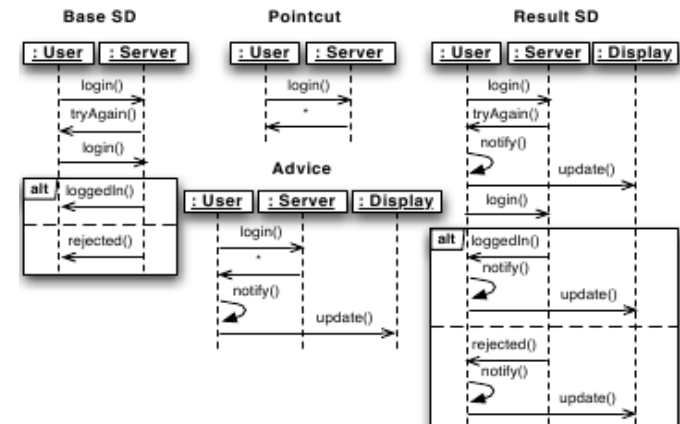 Base SD
: User : Server
login()
tryAgain()
login()
alt loggedIn()
rejected()
Pointcut
: User : Server
login()
*
Advice
: User : Server : Display
login()
*
notify()
update()
Result SD
: User : Server : Display
login()
tryAgain()
notify()
update()
login()
alt loggedIn()
notify()
update()
rejected()
notify()
update()